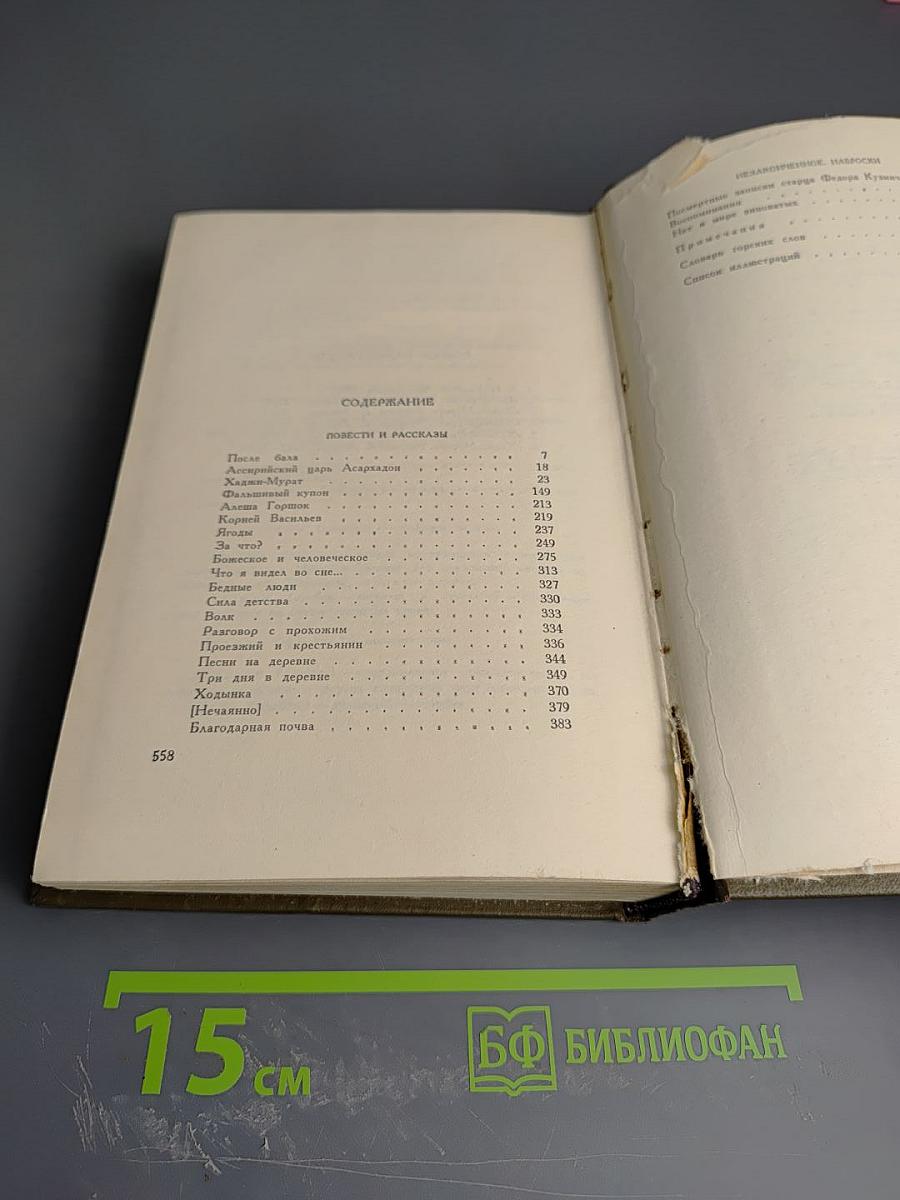 СОДЕРЖАНИЕ
ПОВЕСТИ И РАССКАЗЫ
После бала . . . . . . . . . . . . . 7
Ассирийский царь Асархадон . . . . . . . 18
Хаджи-Мурат . . . . . . . . . . . . 23
Фальшивый купон . . . . . . . . . . . 149
Алеша Горшок . . . . . . . . . . . . 213
Корней Васильев . . . . . . . . . . . 219
Ягоды . . . . . . . . . . . . . . 237
За что? . . . . . . . . . . . . . . 249
Божеское и человеческое . . . . . . . . . 275
Что я видел во сне... . . . . . . . . . . 313
Бедные люди . . . . . . . . . . . . 327
Сила детства . . . . . . . . . . . . 330
Волк . . . . . . . . . . . . . . . 333
Разговор с прохожим . . . . . . . . . . 334
Проезжий и крестьянин . . . . . . . . . 336
Песни на деревне . . . . . . . . . . . 344
Три дня в деревне . . . . . . . . . . . 349
Ходынка . . . . . . . . . . . . . . 370
[Нечаянно] . . . . . . . . . . . . . 379
Благодарная почва . . . . . . . . . . . 383
558
НЕЗАКОНЧЕННОЕ. НАБРОСКИ
Посмертные записки старца Федора
Воспоминания
Нет в мире виноватых
Примечания
Словарь горских слов
Список иллюстраций
15 см
БФ БИБЛИОФАН